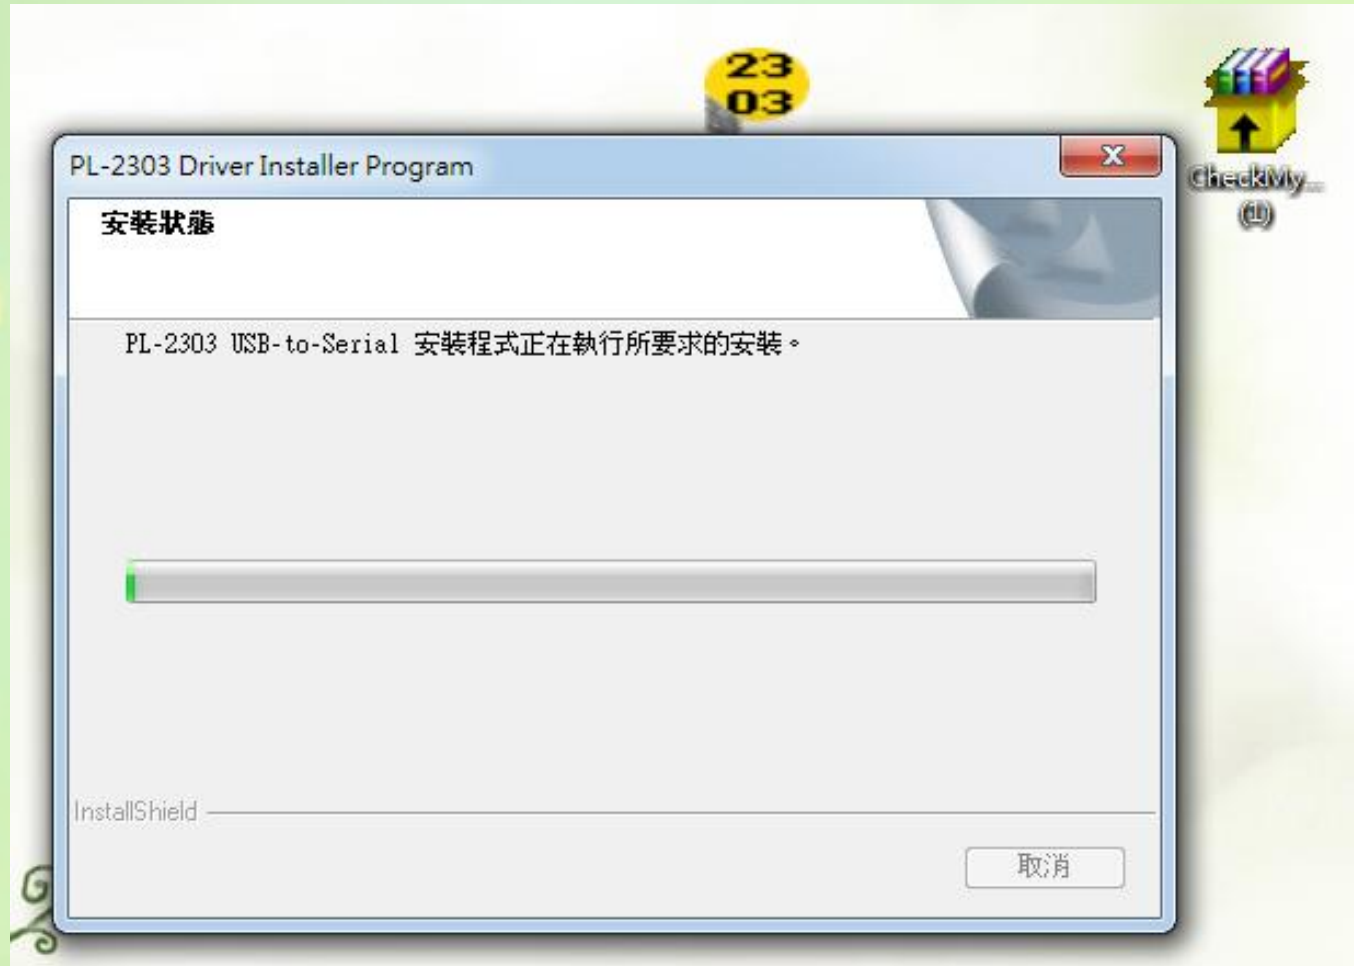 23
03
PL-2303 Driver Installer Program
CheckMy...
(1)
安裝狀態
PL-2303 USB-to-Serial 安裝程式正在執行所要求的安裝。
InstallShield
取消